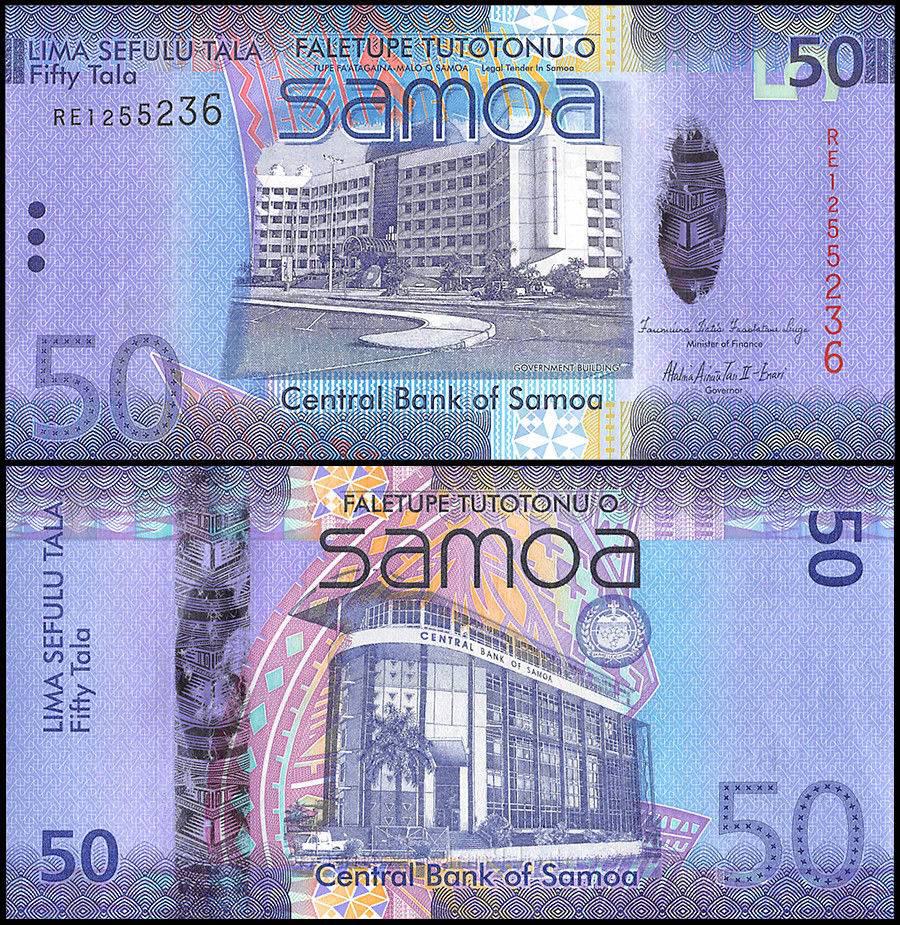 LIMA SEFULU TALA
Fifty Tala
RE1255236
FALETUPE TUTOTONU O
TUPE FA'ATAGAINA-MALO O SAMOA Legal Tender In Samoa
samoa
50
RE1255236
GOVERNMENT BUILDING
Minister of Finance
Governor
50
Central Bank of Samoa
LIMA SEFULU TALA
Fifty Tala
FALETUPE TUTOTONU O
samoa
50
CENTRAL BANK OF SAMOA
50
Central Bank of Samoa
50